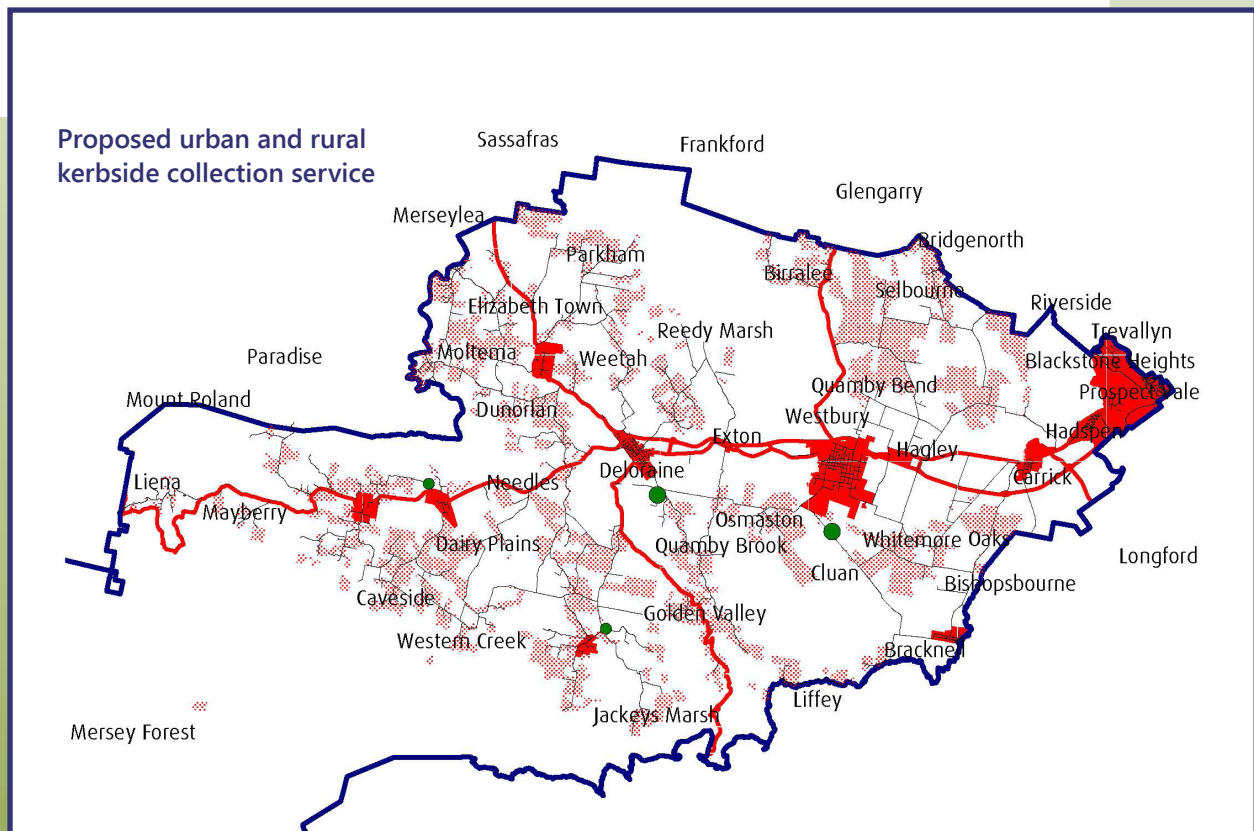 Proposed urban and rural
kerbside collection service
Sassafras
Frankford
Glengarry
Merseylea
Bridgenorth
Parkham
Birralee
Selbourne
Elizabeth Town
Riverside
Reedy Marsh
Trevallyn
Moltema
Weetah
Blackstone Heights
Paradise
Quamby Bend
Prospect Vale
Mount Roland
Dunorlan
Westbury
Hadspen
Exton
Hagley
Deloraine
Carrick
Liena
Needles
Mayberry
Osmaston
Dairy Plains
Quamby Brook
Whitemore Oaks
Longford
Cluan
Bishopsbourne
Caveside
Golden Valley
Western Creek
Bracknell
Liffey
Jackeys Marsh
Mersey Forest